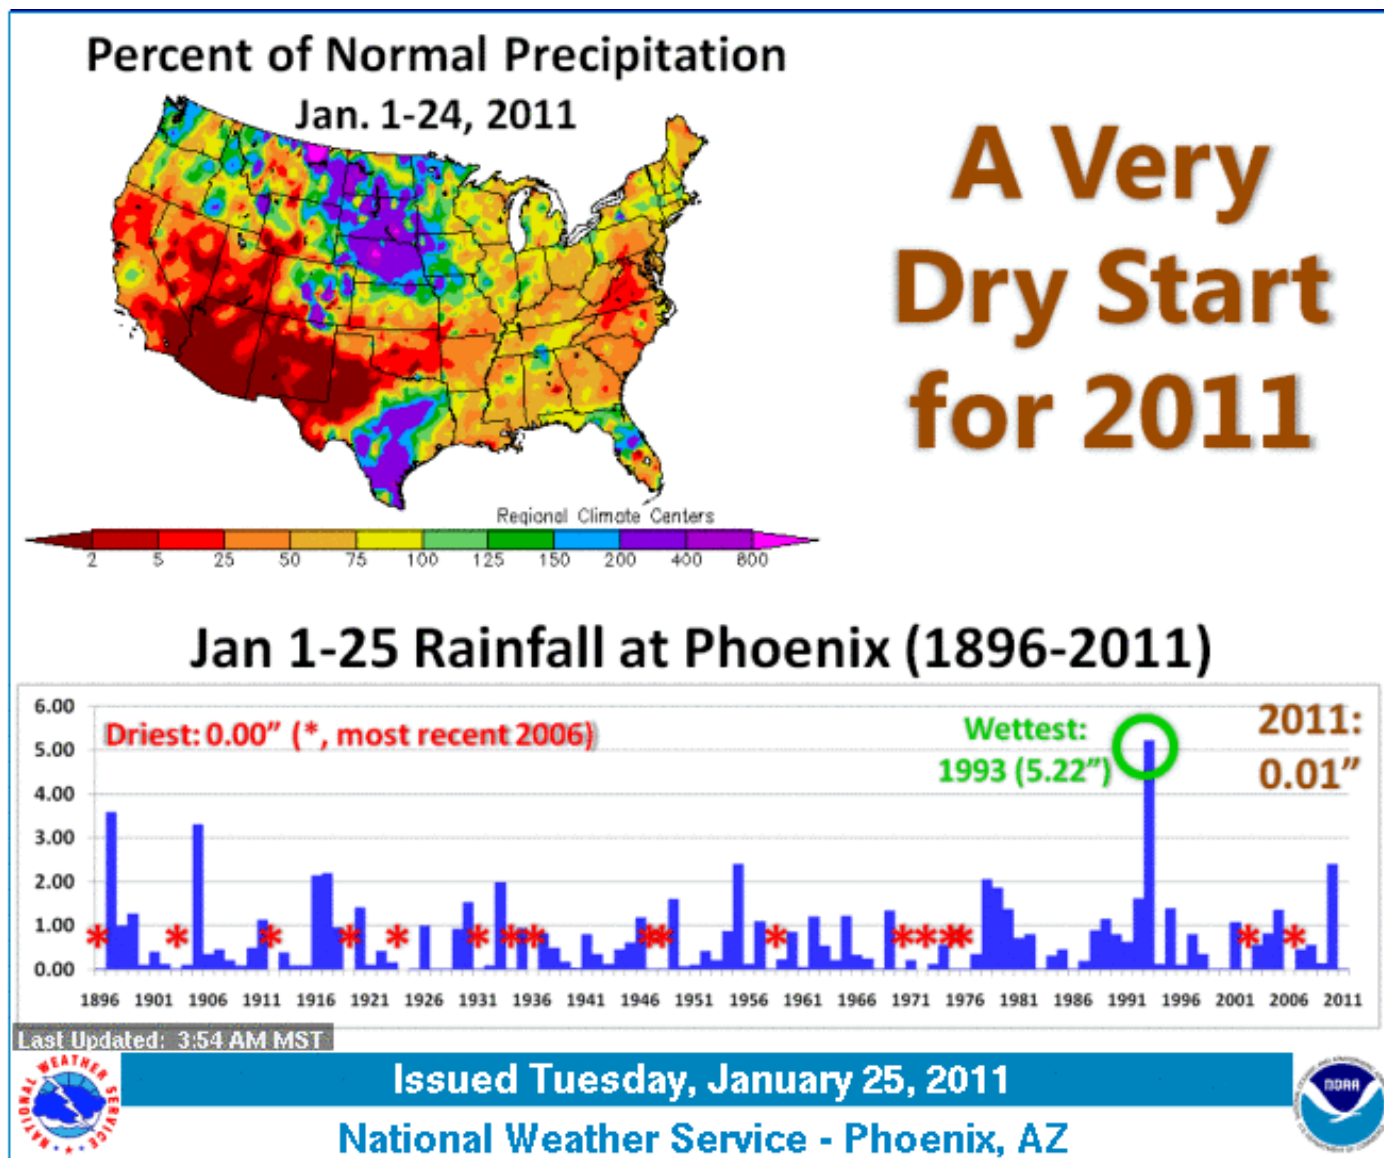 Percent of Normal Precipitation
Jan. 1-24, 2011
A Very
Dry Start
for 2011
Regional Climate Centers
2 5 25 50 75 100 125 150 200 400 800
Jan 1-25 Rainfall at Phoenix (1896-2011)
6.00
5.00
4.00
3.00
2.00
1.00
0.00
Driest: 0.00" (*, most recent 2006)
Wettest:
1993 (5.22")
2011:
0.01"
1896 1901 1906 1911 1916 1921 1926 1931 1936 1941 1946 1951 1956 1961 1966 1971 1976 1981 1986 1991 1996 2001 2006 2011
Last Updated: 3:54 AM MST
NATIONAL WEATHER SERVICE
Issued Tuesday, January 25, 2011
NOAA
National Weather Service - Phoenix, AZ